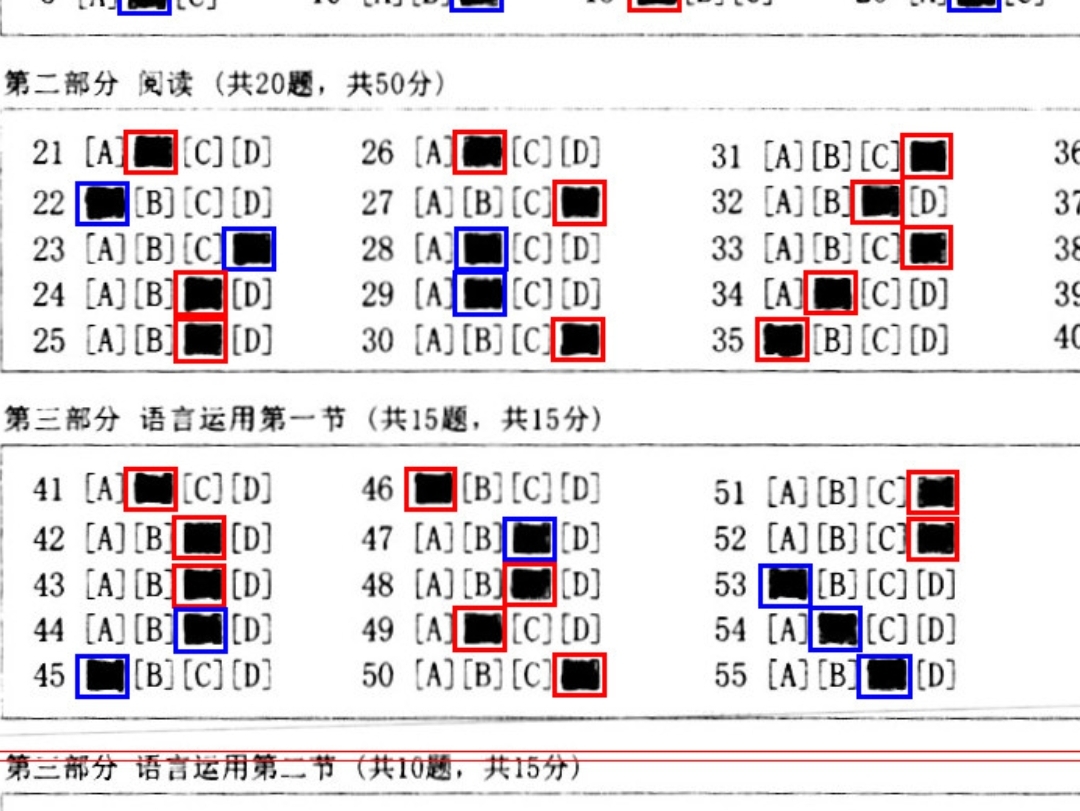 第二部分 阅读（共20题，共50分）
21 [A] [C][D] 26 [A] [C][D] 31 [A][B][C] 36
22 [B][C][D] 27 [A][B][C] 32 [A][B] [D] 37
23 [A][B][C] 28 [A] [C][D] 33 [A][B][C] 38
24 [A][B] [D] 29 [A] [C][D] 34 [A] [C][D] 39
25 [A][B] [D] 30 [A][B][C] 35 [B][C][D] 40
第三部分 语言运用第一节（共15题，共15分）
41 [A] [C][D] 46 [B][C][D] 51 [A][B][C]
42 [A][B] [D] 47 [A][B] [D] 52 [A][B][C]
43 [A][B] [D] 48 [A][B] [D] 53 [B][C][D]
44 [A][B] [D] 49 [A] [C][D] 54 [A] [C][D]
45 [B][C][D] 50 [A][B][C] 55 [A][B] [D]
第三部分 语言运用第二节（共10题，共15分）